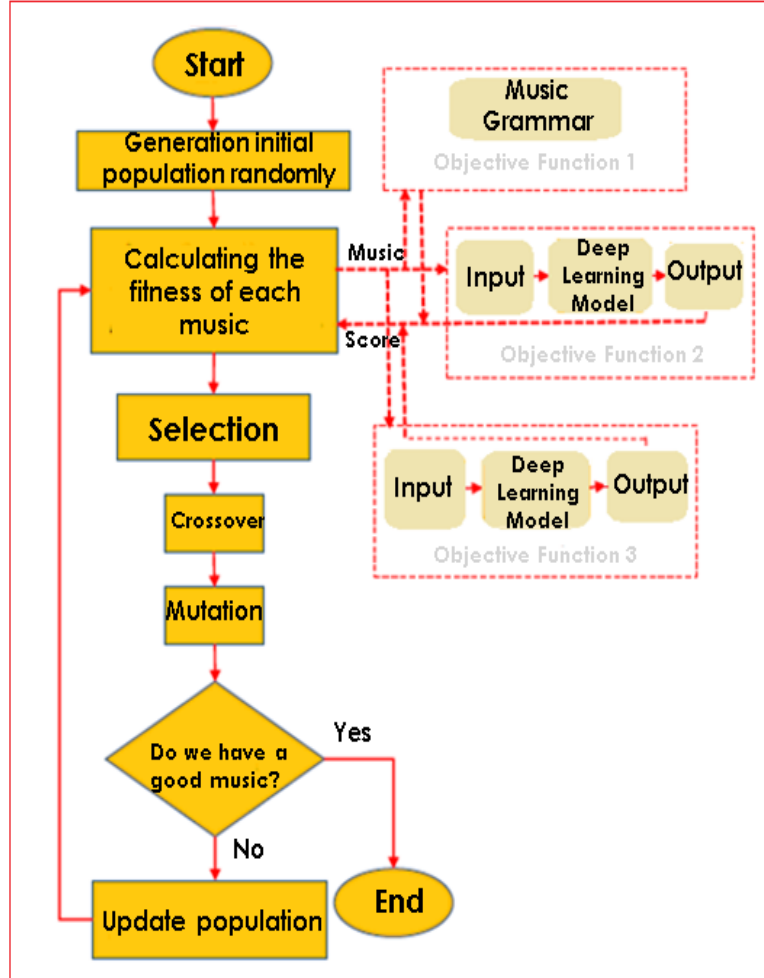 Start
Generation initial
population randomly
Calculating the
fitness of each
music
Selection
Crossover
Mutation
Do we have a
good music?
Yes
No
Update population
End
Music
Score
Music
Grammar
Objective Function 1
Input
Deep
Learning
Model
Output
Objective Function 2
Input
Deep
Learning
Model
Output
Objective Function 3